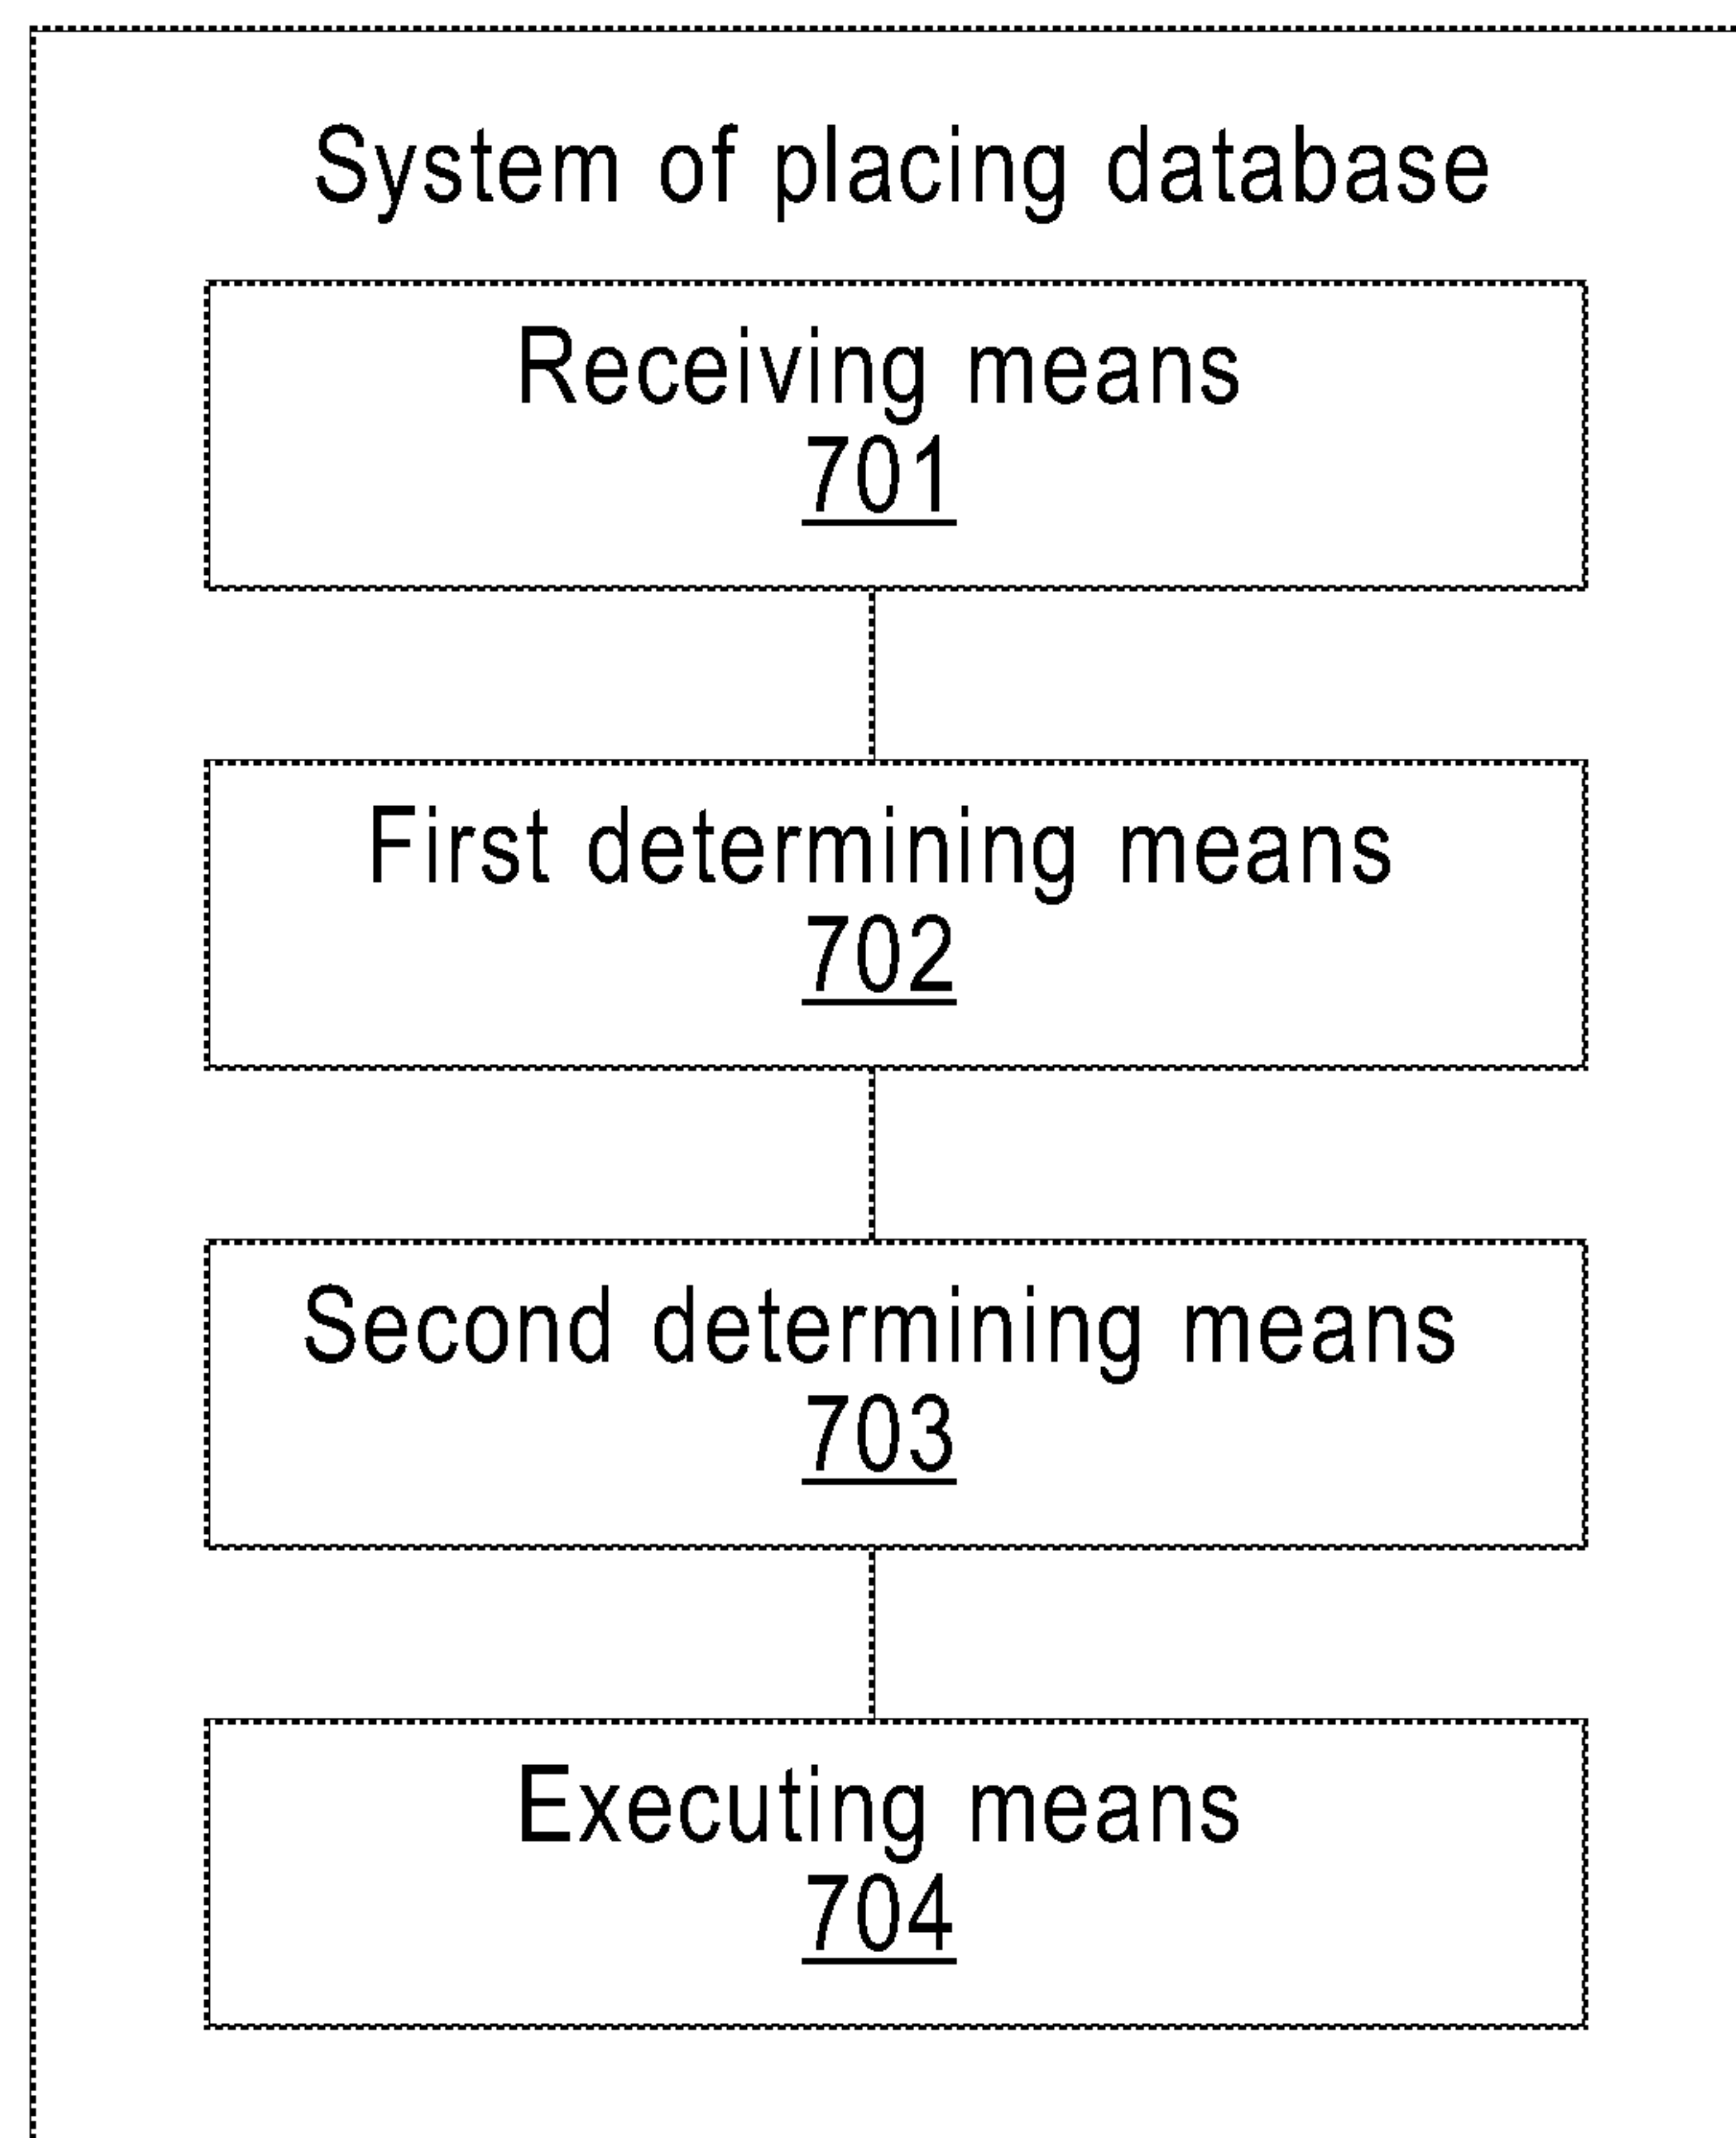 System of placing database
Receiving means
701
First determining means
702
Second determining means
703
Executing means
704